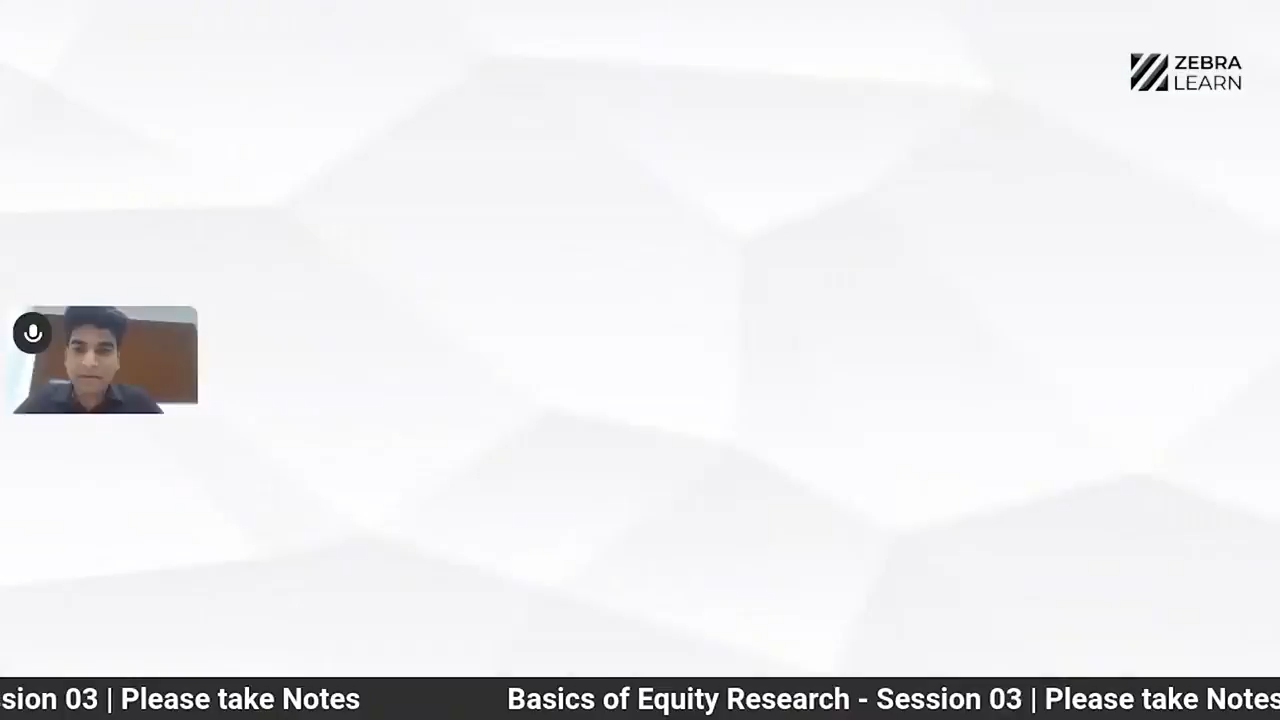 ZEBRA
LEARN
sion 03 | Please take Notes
Basics of Equity Research - Session 03 | Please take Notes